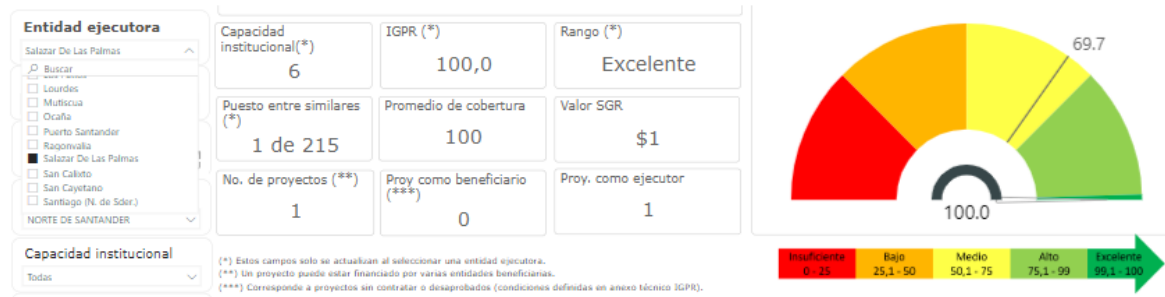 Entidad ejecutora
Salazar De Las Palmas
Buscar
Lourdes
Mutiscua
Ocaña
Puerto Santander
Ragonvalia
Salazar De Las Palmas
San Calixto
San Cayetano
Santiago (N. de Sder.)
NORTE DE SANTANDER
Capacidad institucional
Todas
Capacidad
institucional(*)
6
IGPR (*)
100,0
Rango (*)
Excelente
Puesto entre similares
(*)
1 de 215
Promedio de cobertura
100
Valor SGR
$1
No. de proyectos (**)
1
Proy como beneficiario
(***)
0
Proy. como ejecutor
1
(*) Estos campos solo se actualizan al seleccionar una entidad ejecutora.
(**) Un proyecto puede estar financiado por varias entidades beneficiarias.
(***) Corresponde a proyectos sin contratar o desaprobados (condiciones definidas en anexo técnico IGPR).
69.7
100.0
Insuficiente
0 - 25
Bajo
25,1 - 50
Medio
50,1 - 75
Alto
75,1 - 99
Excelente
99,1 - 100